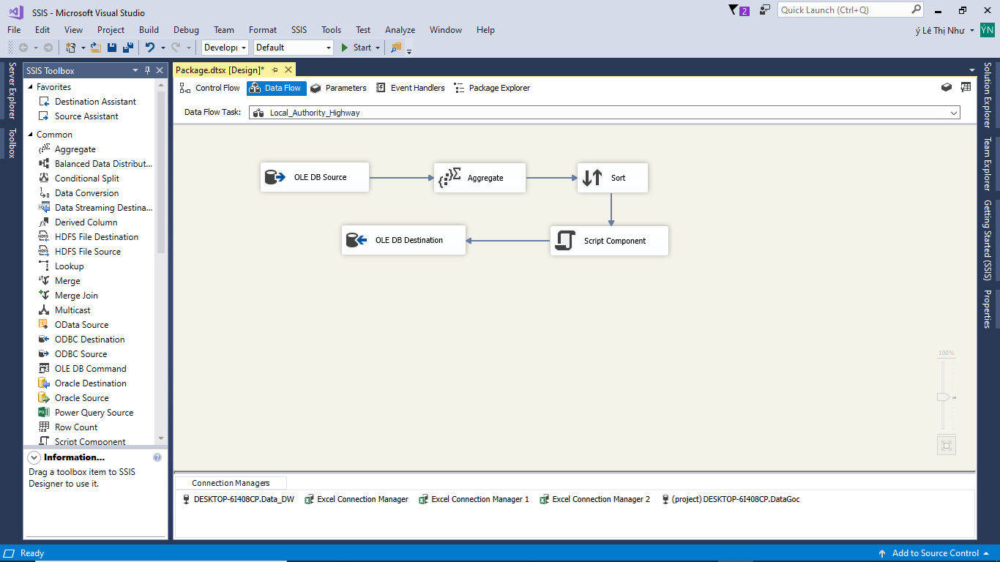 SSIS - Microsoft Visual Studio
2
Quick Launch (Ctrl+Q)
File Edit View Project Build Debug Team Format SSIS Tools Test Analyze Window Help
ý Lê Thị Như
ÝN
Develop
Default
Start
Server Explorer
Toolbox
SSIS Toolbox
Favorites
Destination Assistant
Source Assistant
Common
Aggregate
Balanced Data Distribut...
Conditional Split
Data Conversion
Data Streaming Destina...
Derived Column
HDFS File Destination
HDFS File Source
Lookup
Merge
Merge Join
Multicast
OData Source
ODBC Destination
ODBC Source
OLE DB Command
Oracle Destination
Oracle Source
Power Query Source
Row Count
Script Component
Information...
Drag a toolbox item to SSIS
Designer to use it.
Package.dtsx [Design]*
Control Flow
Data Flow
Parameters
Event Handlers
Package Explorer
Data Flow Task:
Local_Authority_Highway
OLE DB Source
Aggregate
Sort
OLE DB Destination
Script Component
100%
Connection Managers
DESKTOP-6I408CP.Data_DW
Excel Connection Manager
Excel Connection Manager 1
Excel Connection Manager 2
(project) DESKTOP-6I408CP.DataGoc
Solution Explorer
Team Explorer
Getting Started (SSIS)
Properties
Ready
Add to Source Control